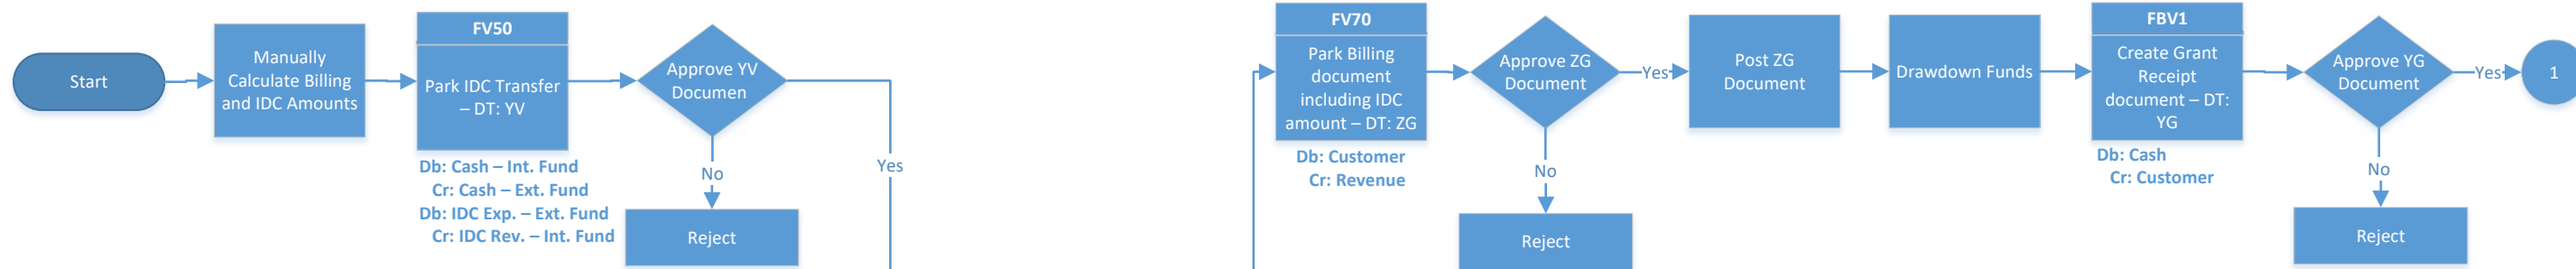 Start
Manually
Calculate Billing
and IDC Amounts
FV50
Park IDC Transfer
– DT: YV
Db: Cash – Int. Fund
Cr: Cash – Ext. Fund
Db: IDC Exp. – Ext. Fund
Cr: IDC Rev. – Int. Fund
Approve YV
Documen
No
Reject
Yes
FV70
Park Billing
document
including IDC
amount – DT: ZG
Db: Customer
Cr: Revenue
Approve ZG
Document
No
Reject
Yes
Post ZG
Document
Drawdown Funds
FBV1
Create Grant
Receipt
document – DT:
YG
Db: Cash
Cr: Customer
Approve YG
Document
No
Reject
Yes
1